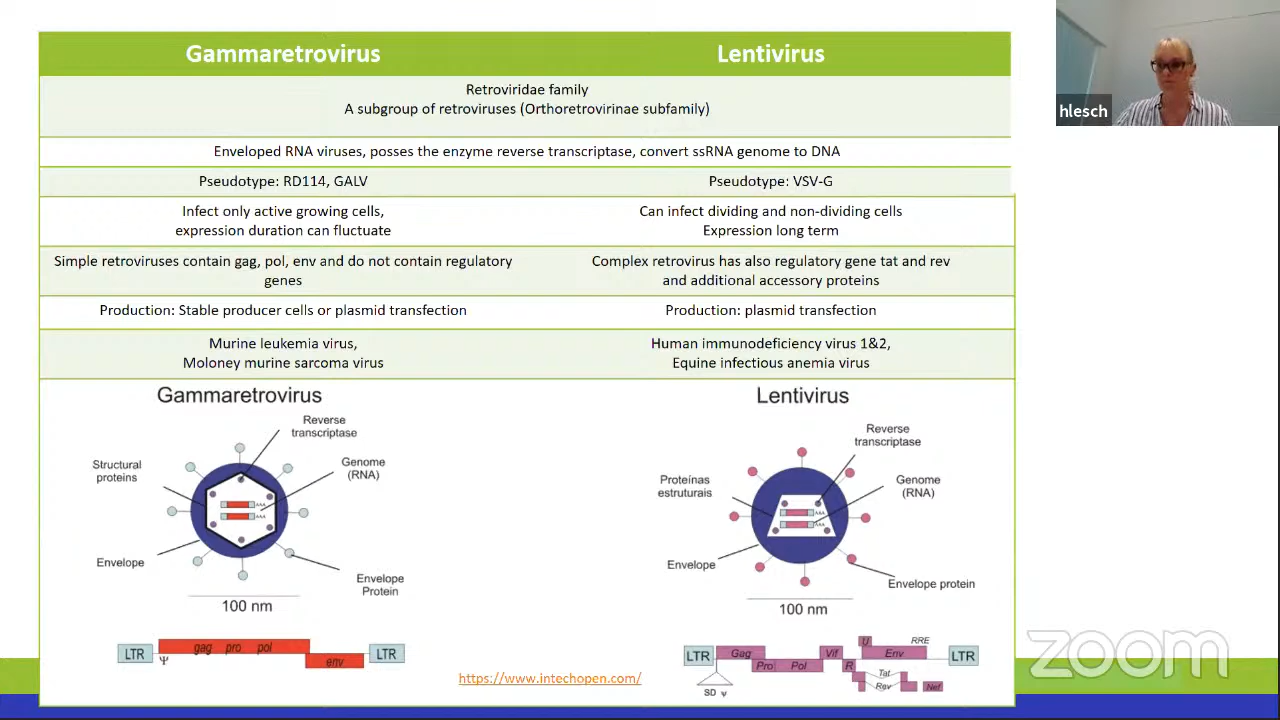 Gammaretrovirus
Lentivirus
Retroviridae family
A subgroup of retroviruses (Orthoretrovirinae subfamily)
Enveloped RNA viruses, posses the enzyme reverse transcriptase, convert ssRNA genome to DNA
Pseudotype: RD114, GALV
Pseudotype: VSV-G
Infect only active growing cells,
expression duration can fluctuate
Can infect dividing and non-dividing cells
Expression long term
Simple retroviruses contain gag, pol, env and do not contain regulatory
genes
Complex retrovirus has also regulatory gene tat and rev
and additional accessory proteins
Production: Stable producer cells or plasmid transfection
Production: plasmid transfection
Murine leukemia virus,
Moloney murine sarcoma virus
Human immunodeficiency virus 1&2,
Equine infectious anemia virus
Gammaretrovirus
Reverse
transcriptase
Structural
proteins
Genome
(RNA)
AAA
AAA
Envelope
Envelope
Protein
100 nm
LTR
gag pro pol
LTR
Ψ
env
Lentivirus
Reverse
transcriptase
Proteínas
estruturais
Genome
(RNA)
AAA
AAA
Envelope
Envelope protein
100 nm
U
RRE
LTR
Gag
Vif
Env
LTR
Pro
Pol
R
Tat
Rev
Nef
SD ψ
https://www.intechopen.com/
hlesch
zoom